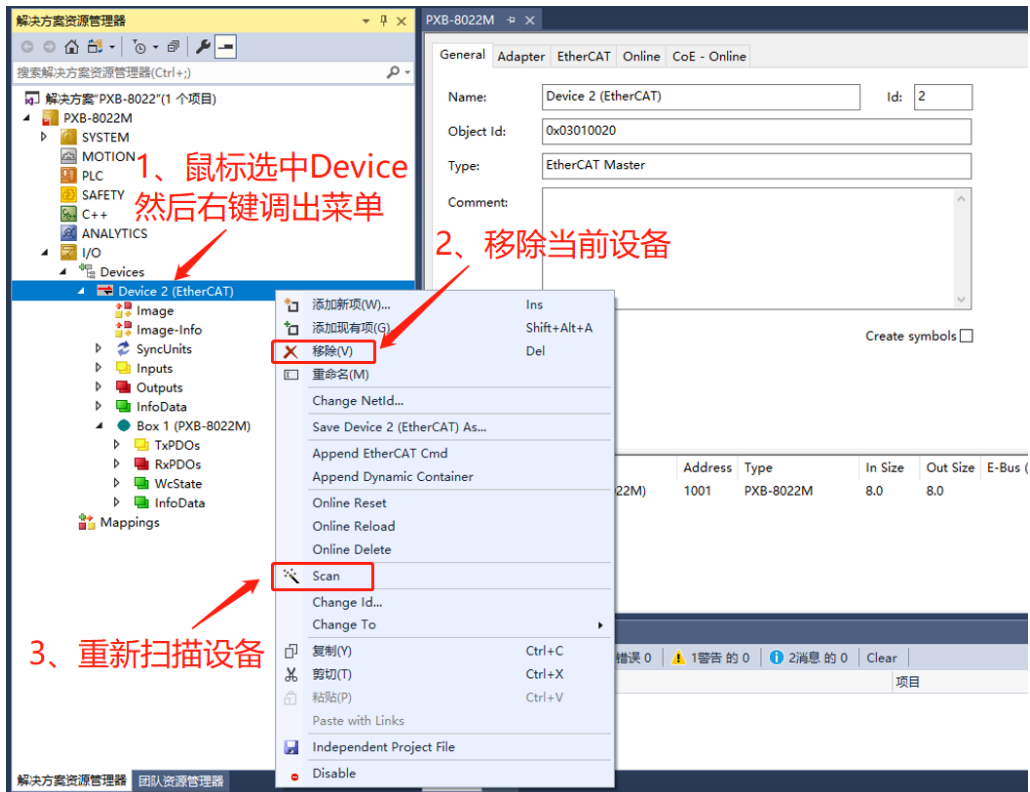 解决方案资源管理器
搜索解决方案资源管理器(Ctrl+;)
解决方案"PXB-8022"(1 个项目)
PXB-8022M
SYSTEM
MOTION
PLC
SAFETY
C++
ANALYTICS
I/O
Devices
Device 2 (EtherCAT)
Image
Image-Info
SyncUnits
Inputs
Outputs
InfoData
Box 1 (PXB-8022M)
TxPDOs
RxPDOs
WcState
InfoData
Mappings
1、鼠标选中Device
然后右键调出菜单
2、移除当前设备
3、重新扫描设备
添加新项(W)... Ins
添加现有项(G) Shift+Alt+A
移除(V) Del
重命名(M)
Change NetId...
Save Device 2 (EtherCAT) As...
Append EtherCAT Cmd
Append Dynamic Container
Online Reset
Online Reload
Online Delete
Scan
Change Id...
Change To
复制(Y) Ctrl+C
剪切(T) Ctrl+X
粘贴(P) Ctrl+V
Paste with Links
Independent Project File
Disable
PXB-8022M
General Adapter EtherCAT Online CoE - Online
Name: Device 2 (EtherCAT) Id: 2
Object Id: 0x03010020
Type: EtherCAT Master
Comment:
Create symbols
Address Type In Size Out Size E-Bus (
22M) 1001 PXB-8022M 8.0 8.0
错误 0 1警告 的 0 2消息 的 0 Clear
项目
解决方案资源管理器 团队资源管理器